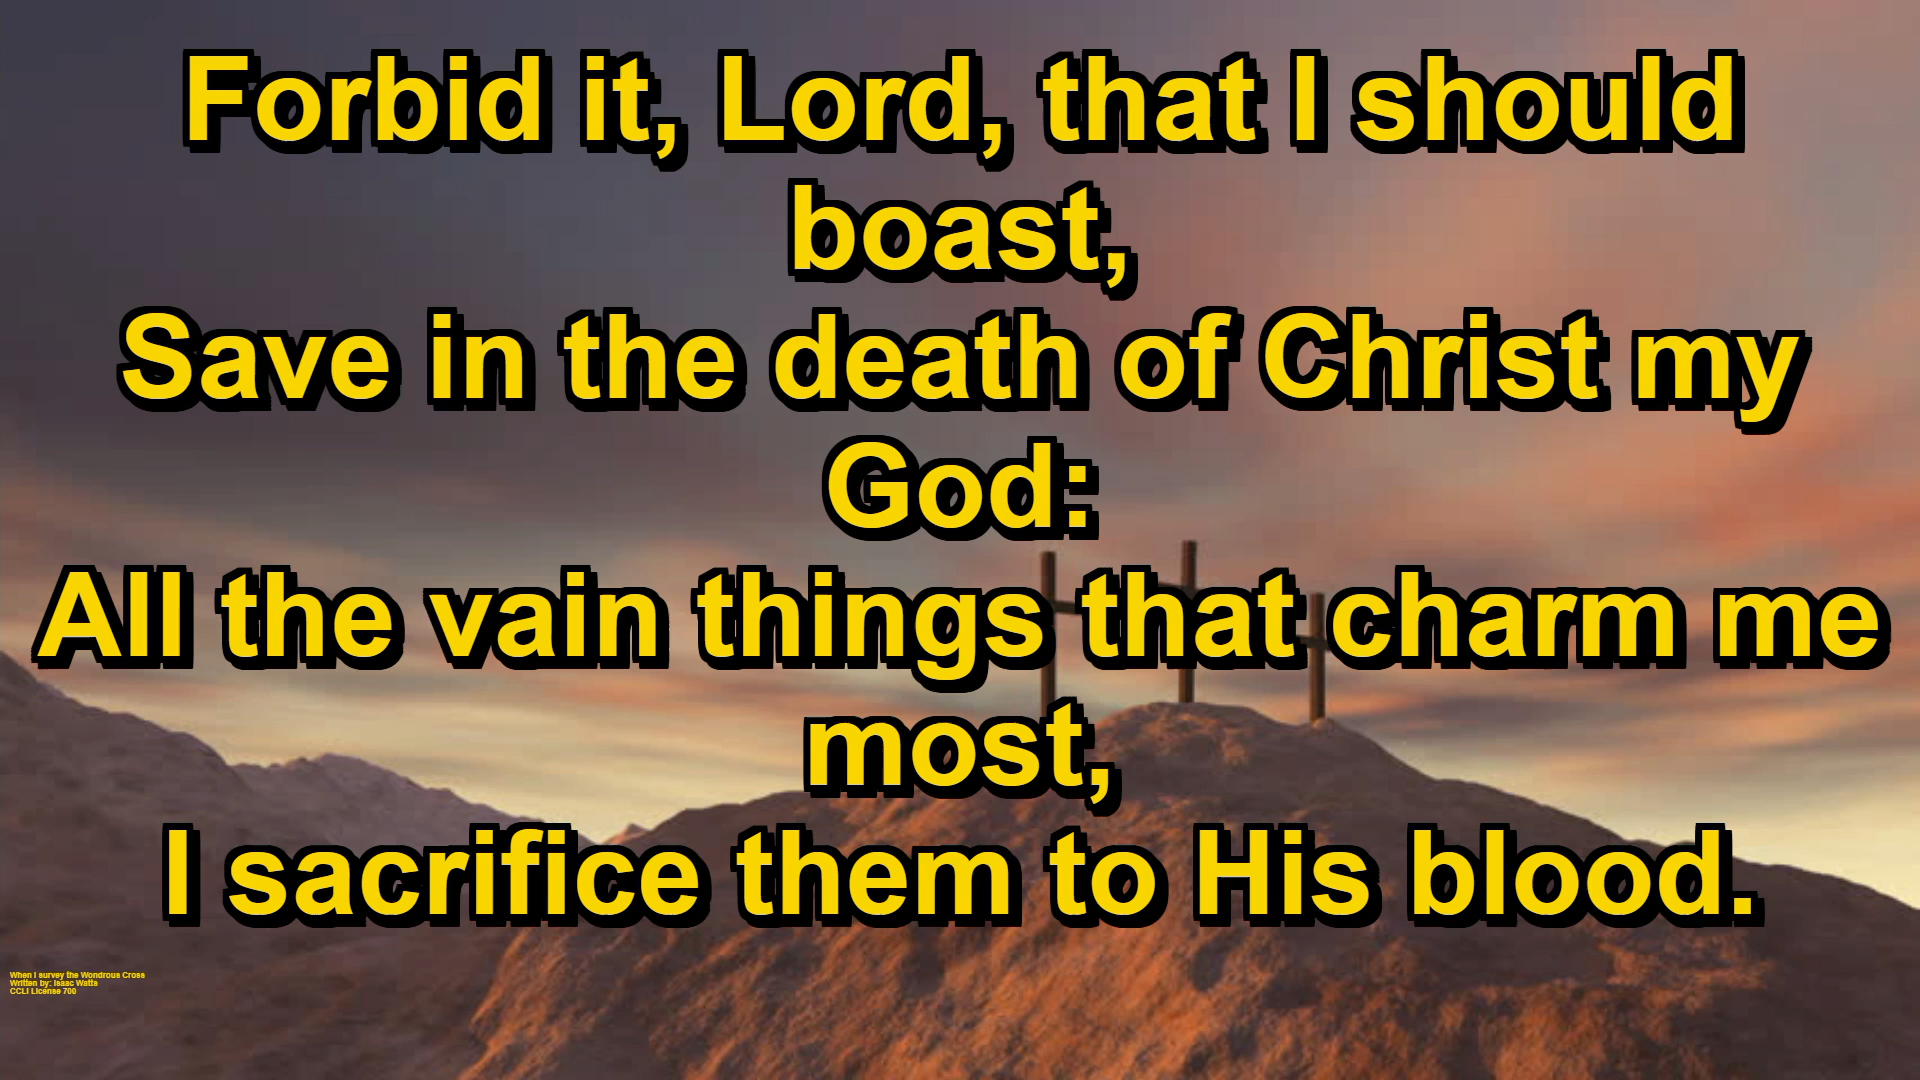 Forbid it, Lord, that I should
boast,
Save in the death of Christ my
God:
All the vain things that charm me
most,
I sacrifice them to His blood.
When I survey the Wondrous Cross
Written by: Isaac Watts
CCLI License 700